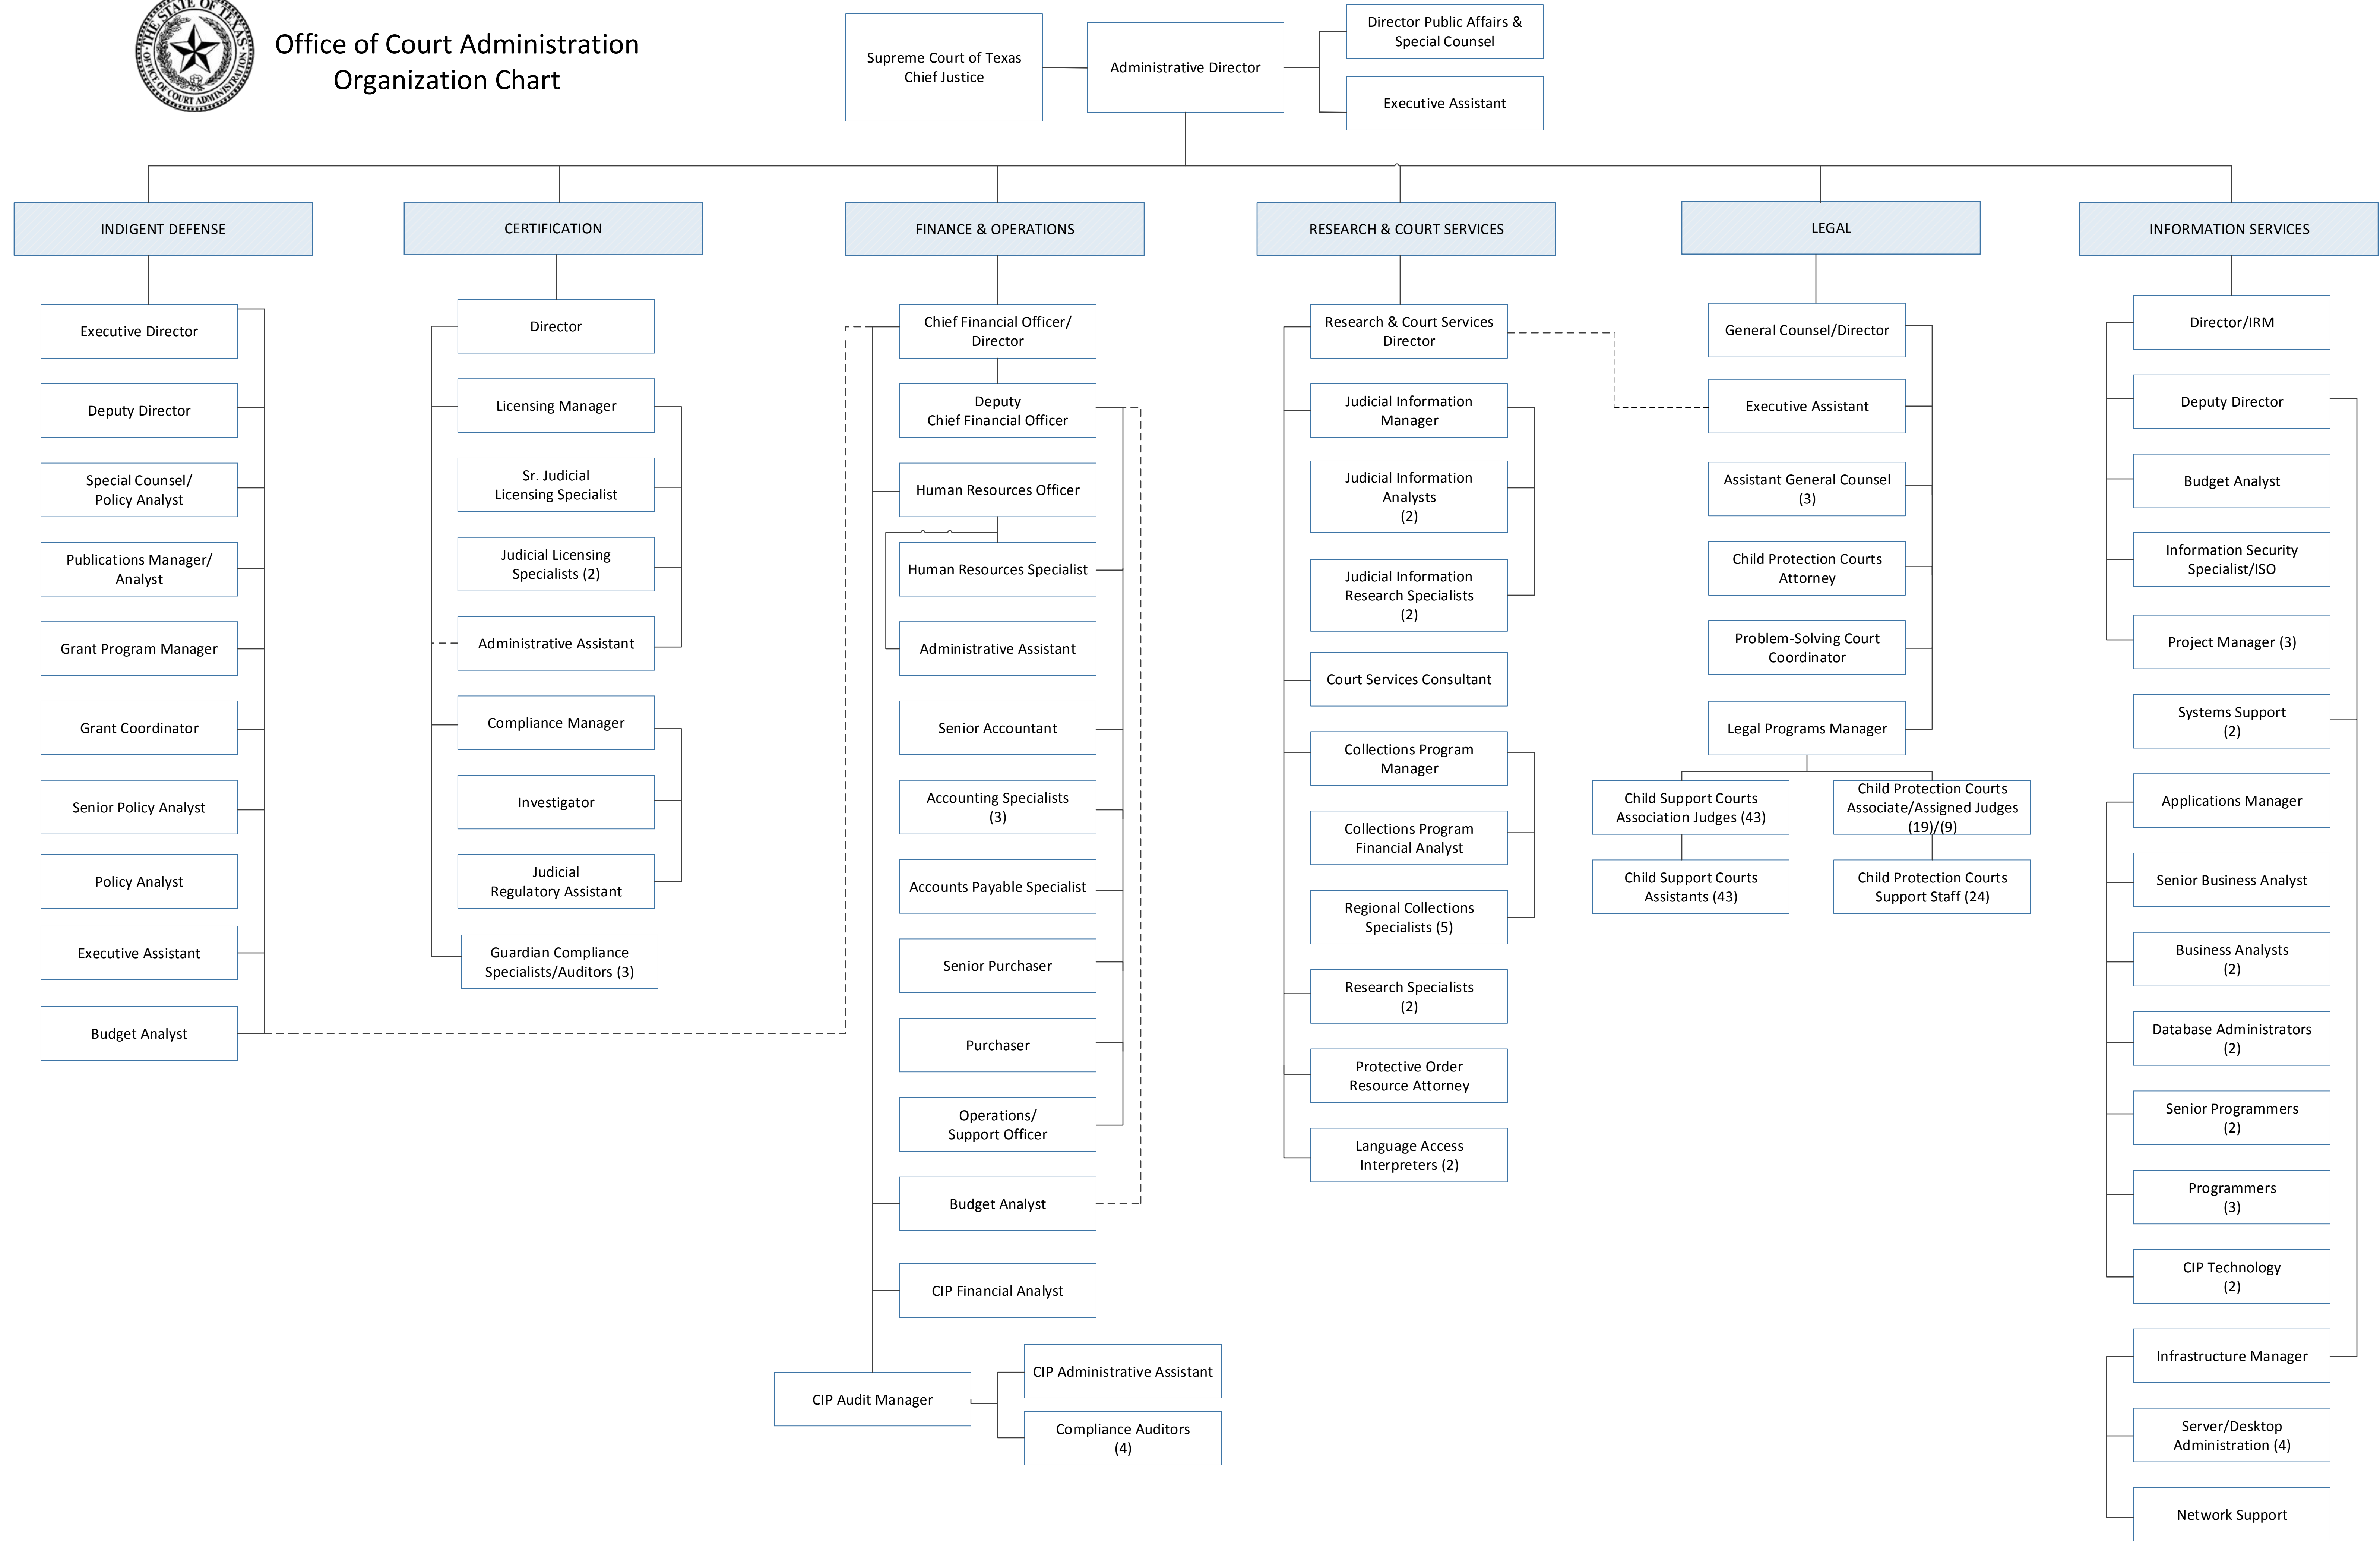 THE STATE OF TEXAS
OFFICE OF COURT ADMINISTRATION
Office of Court Administration
Organization Chart
Supreme Court of Texas
Chief Justice
Administrative Director
Director Public Affairs &
Special Counsel
Executive Assistant
INDIGENT DEFENSE
Executive Director
Deputy Director
Special Counsel/
Policy Analyst
Publications Manager/
Analyst
Grant Program Manager
Grant Coordinator
Senior Policy Analyst
Policy Analyst
Executive Assistant
Budget Analyst
CERTIFICATION
Director
Licensing Manager
Sr. Judicial
Licensing Specialist
Judicial Licensing
Specialists (2)
Administrative Assistant
Compliance Manager
Investigator
Judicial
Regulatory Assistant
Guardian Compliance
Specialists/Auditors (3)
FINANCE & OPERATIONS
Chief Financial Officer/
Director
Deputy
Chief Financial Officer
Human Resources Officer
Human Resources Specialist
Administrative Assistant
Senior Accountant
Accounting Specialists
(3)
Accounts Payable Specialist
Senior Purchaser
Purchaser
Operations/
Support Officer
Budget Analyst
CIP Financial Analyst
CIP Audit Manager
CIP Administrative Assistant
Compliance Auditors
(4)
RESEARCH & COURT SERVICES
Research & Court Services
Director
Judicial Information
Manager
Judicial Information
Analysts
(2)
Judicial Information
Research Specialists
(2)
Court Services Consultant
Collections Program
Manager
Collections Program
Financial Analyst
Regional Collections
Specialists (5)
Research Specialists
(2)
Protective Order
Resource Attorney
Language Access
Interpreters (2)
LEGAL
General Counsel/Director
Executive Assistant
Assistant General Counsel
(3)
Child Protection Courts
Attorney
Problem-Solving Court
Coordinator
Legal Programs Manager
Child Support Courts
Association Judges (43)
Child Support Courts
Assistants (43)
Child Protection Courts
Associate/Assigned Judges
(19)/(9)
Child Protection Courts
Support Staff (24)
INFORMATION SERVICES
Director/IRM
Deputy Director
Budget Analyst
Information Security
Specialist/ISO
Project Manager (3)
Systems Support
(2)
Applications Manager
Senior Business Analyst
Business Analysts
(2)
Database Administrators
(2)
Senior Programmers
(2)
Programmers
(3)
CIP Technology
(2)
Infrastructure Manager
Server/Desktop
Administration (4)
Network Support